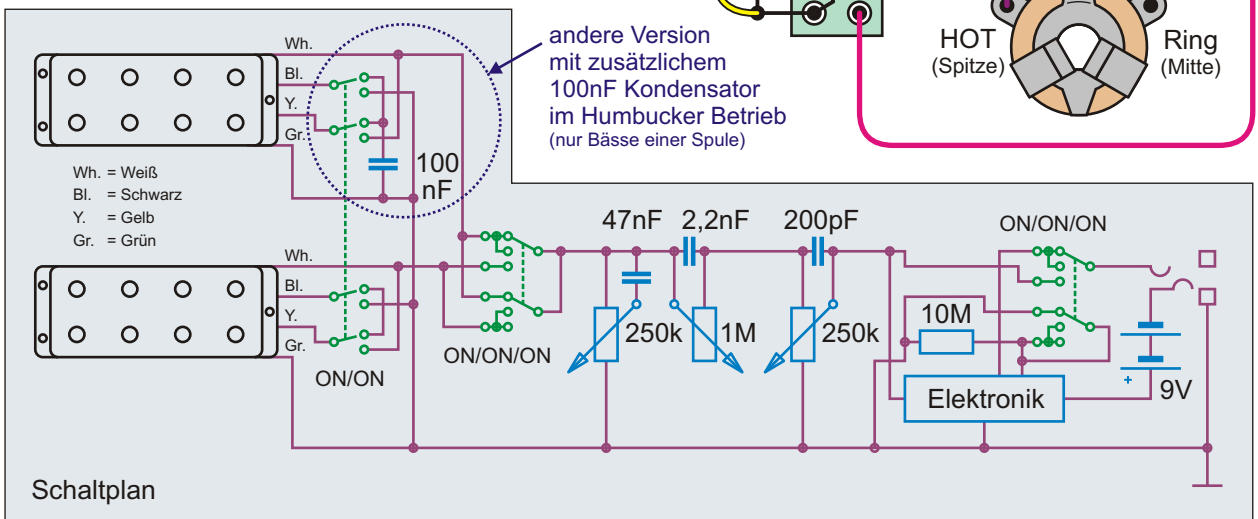 andere Version
mit zusätzlichem
100nF Kondensator
im Humbucker Betrieb
(nur Bässe einer Spule)
HOT
(Spitze)
Ring
(Mitte)
Wh.
Bl.
Y.
Gr.
100
nF
Wh. = Weiß
Bl. = Schwarz
Y. = Gelb
Gr. = Grün
Wh.
Bl.
Y.
Gr.
ON/ON
ON/ON/ON
47nF
2,2nF
200pF
250k
1M
250k
ON/ON/ON
10M
Elektronik
+
9V
Schaltplan